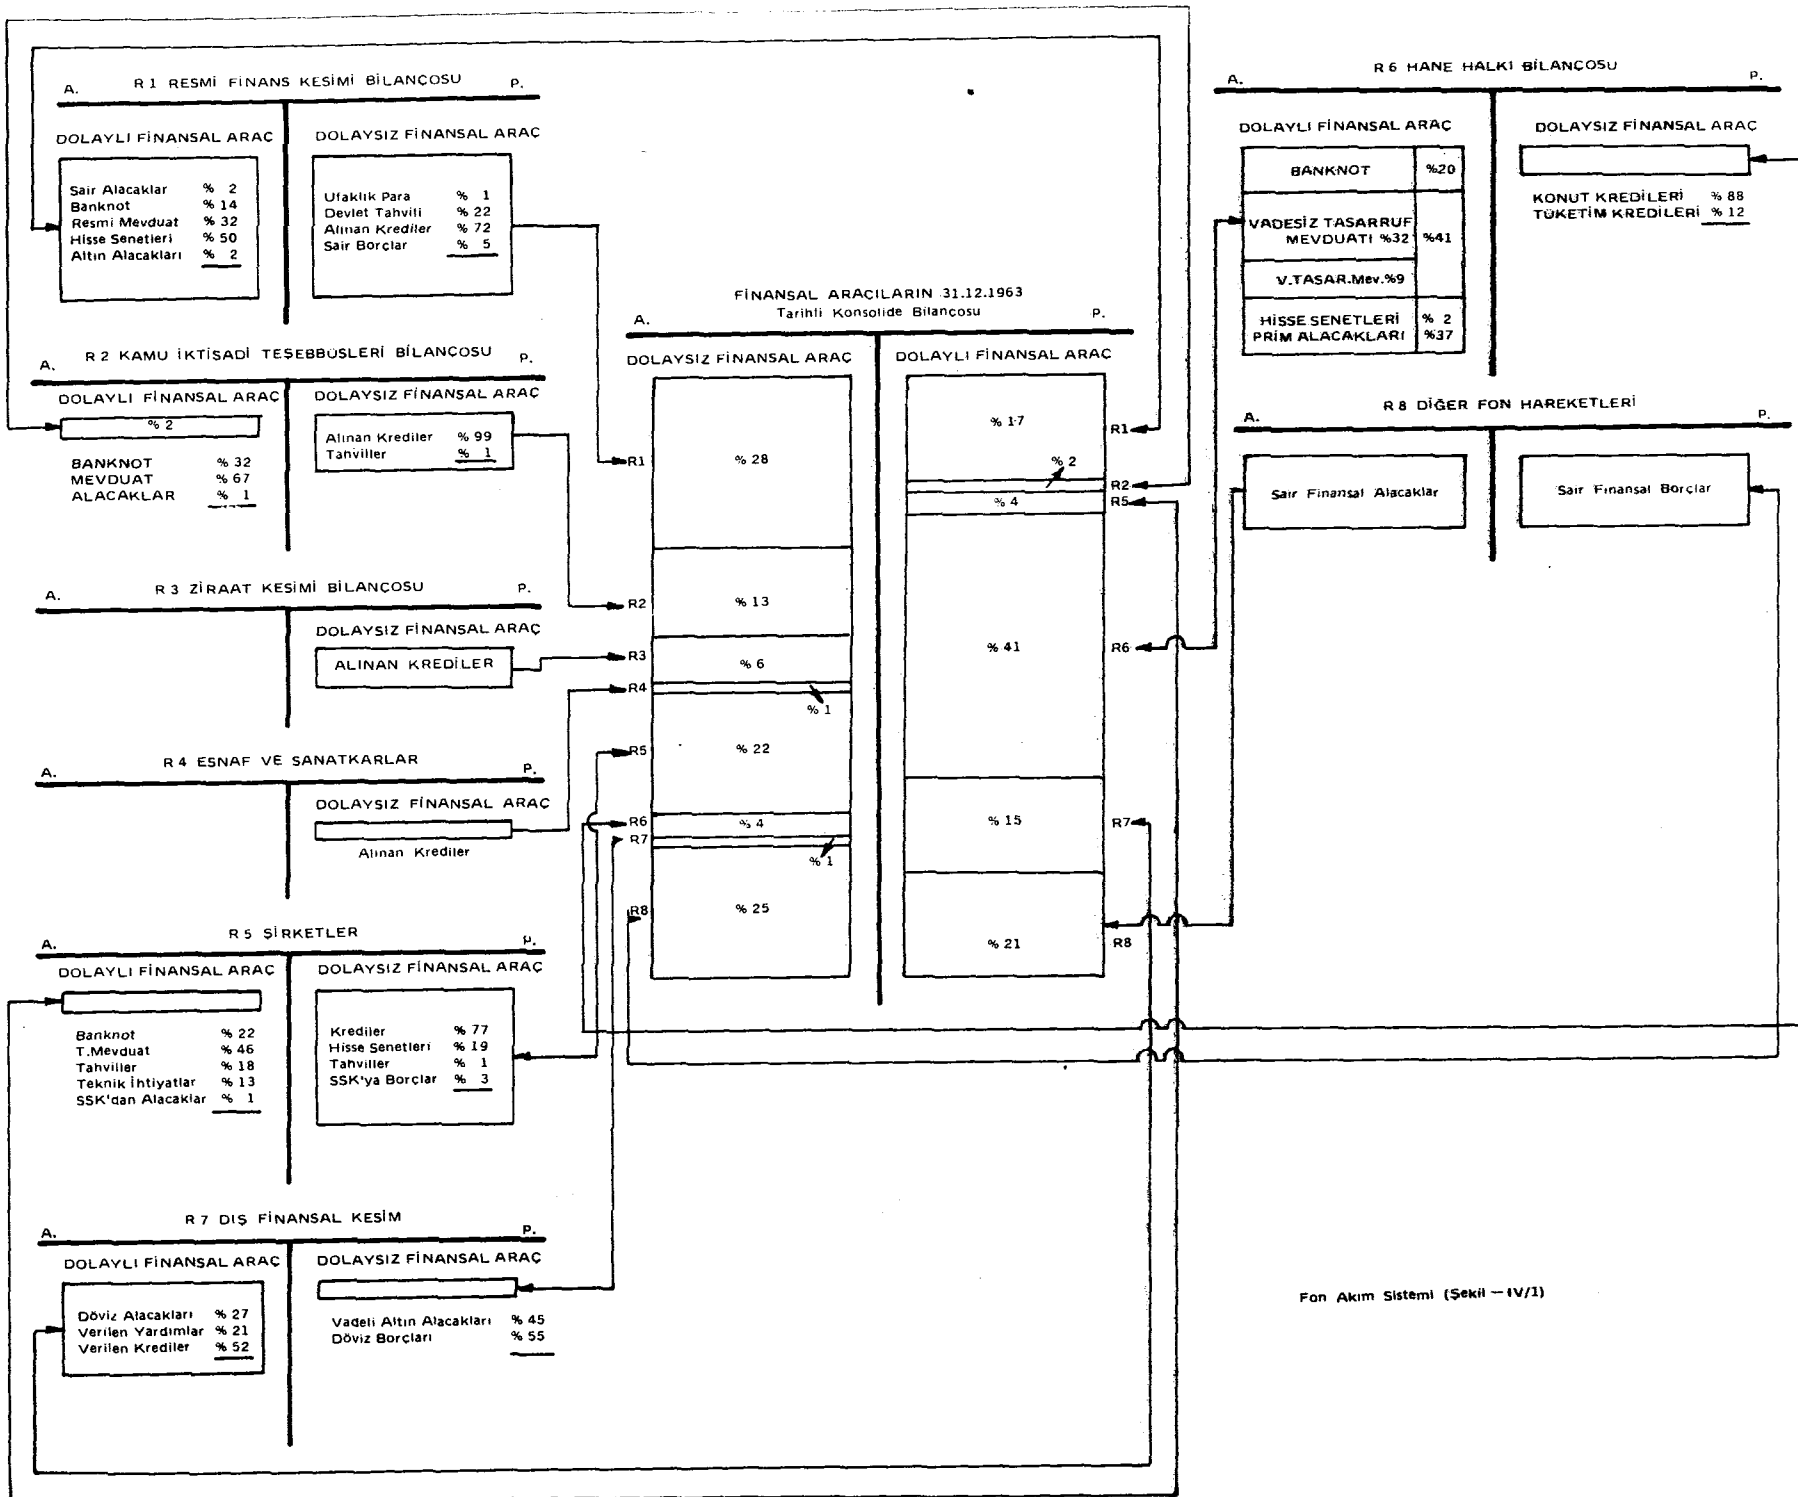 A. R 1 RESMİ FİNANS KESİMİ BİLANÇOSU P.
DOLAYLI FİNANSAL ARAÇ
Sair Alacaklar % 2
Banknot % 14
Resmi Mevduat % 32
Hisse Senetleri % 50
Altın Alacakları % 2
DOLAYSIZ FİNANSAL ARAÇ
Ufaklık Para % 1
Devlet Tahvili % 22
Alınan Krediler % 72
Sair Borçlar % 5
A. R 2 KAMU İKTİSADİ TEŞEBBÜSLERİ BİLANÇOSU P.
DOLAYLI FİNANSAL ARAÇ
% 2
BANKNOT % 32
MEVDUAT % 67
ALACAKLAR % 1
DOLAYSIZ FİNANSAL ARAÇ
Alınan Krediler % 99
Tahviller % 1
A. R 3 ZİRAAT KESİMİ BİLANÇOSU P.
DOLAYSIZ FİNANSAL ARAÇ
ALINAN KREDİLER
A. R 4 ESNAF VE SANATKARLAR P.
DOLAYSIZ FİNANSAL ARAÇ
Alınan Krediler
A. R 5 ŞİRKETLER P.
DOLAYLI FİNANSAL ARAÇ
Banknot % 22
T.Mevduat % 46
Tahviller % 18
Teknik İhtiyatlar % 13
SSK'dan Alacaklar % 1
DOLAYSIZ FİNANSAL ARAÇ
Krediler % 77
Hisse Senetleri % 19
Tahviller % 1
SSK'ya Borçlar % 3
A. R 7 DIŞ FİNANSAL KESİM P.
DOLAYLI FİNANSAL ARAÇ
Döviz Alacakları % 27
Verilen Yardımlar % 21
Verilen Krediler % 52
DOLAYSIZ FİNANSAL ARAÇ
Vadeli Altın Alacakları % 45
Döviz Borçları % 55
FİNANSAL ARACILARIN 31.12.1963
A. Tarihli Konsolide Bilançosu P.
DOLAYSIZ FİNANSAL ARAÇ
R1 % 28
R2 % 13
R3 % 6
R4 % 1
R5 % 22
R6 % 4
R7 % 1
R8 % 25
DOLAYLI FİNANSAL ARAÇ
% 17 R1
% 2 R2
% 4 R5
% 41 R6
% 15 R7
% 21 R8
A. R 6 HANE HALKI BİLANÇOSU P.
DOLAYLI FİNANSAL ARAÇ
BANKNOT %20
VADESİZ TASARRUF
MEVDUATI %32 %41
V.TASAR.Mev.%9
HİSSE SENETLERİ % 2
PRİM ALACAKLARI %37
DOLAYSIZ FİNANSAL ARAÇ
KONUT KREDİLERİ % 88
TÜKETİM KREDİLERİ % 12
A. R 8 DİĞER FON HAREKETLERİ P.
Sair Finansal Alacaklar
Sair Finansal Borçlar
Fon Akım Sistemi (Şekil — IV/1)